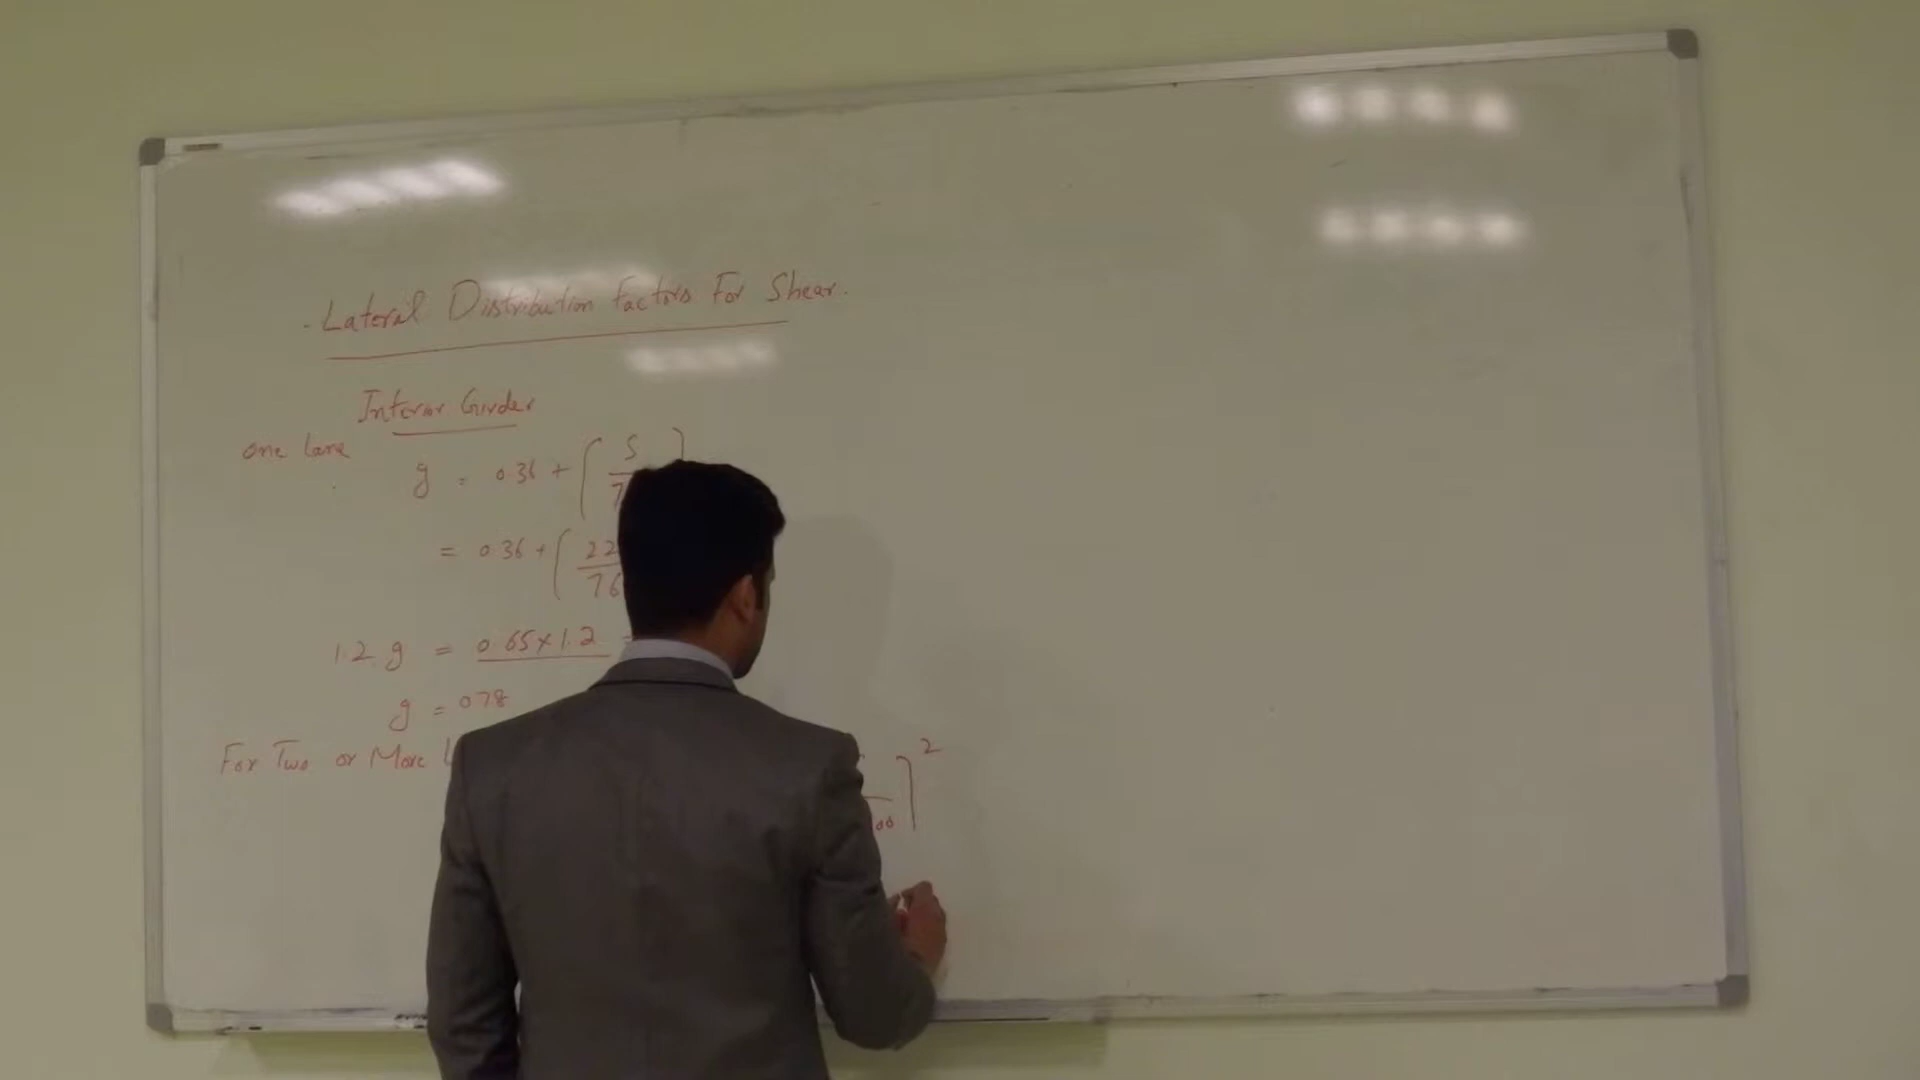 . Lateral Distribution Factors For Shear.
Interior Girder
one lane
g = 0.36 + ( S / 7
= 0.36 + ( 22 / 76
1.2. g = 0.65 x 1.2 =
g = 0.78
For Two or More L
00 ] 2